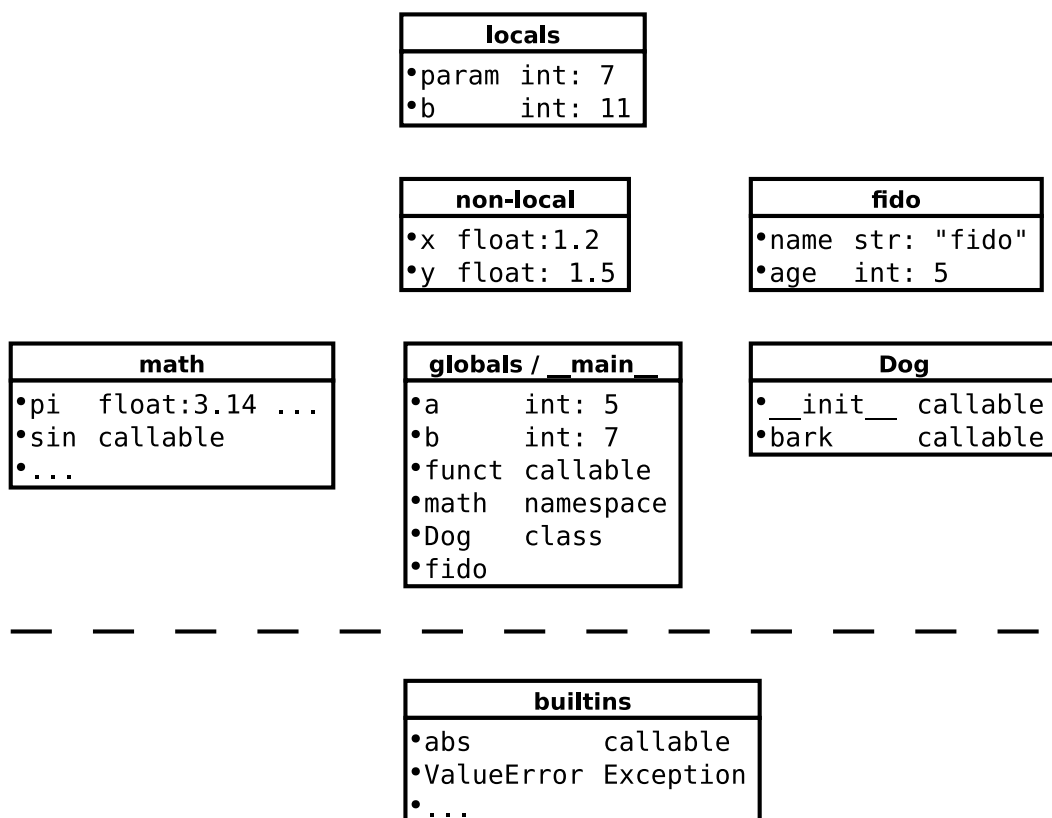 locals
•param int: 7
•b int: 11
non-local
•x float:1.2
•y float: 1.5
fido
•name str: "fido"
•age int: 5
math
•pi float:3.14 ...
•sin callable
•...
globals / __main__
•a int: 5
•b int: 7
•funct callable
•math namespace
•Dog class
•fido
Dog
•__init__ callable
•bark callable
builtins
•abs callable
•ValueError Exception
•...